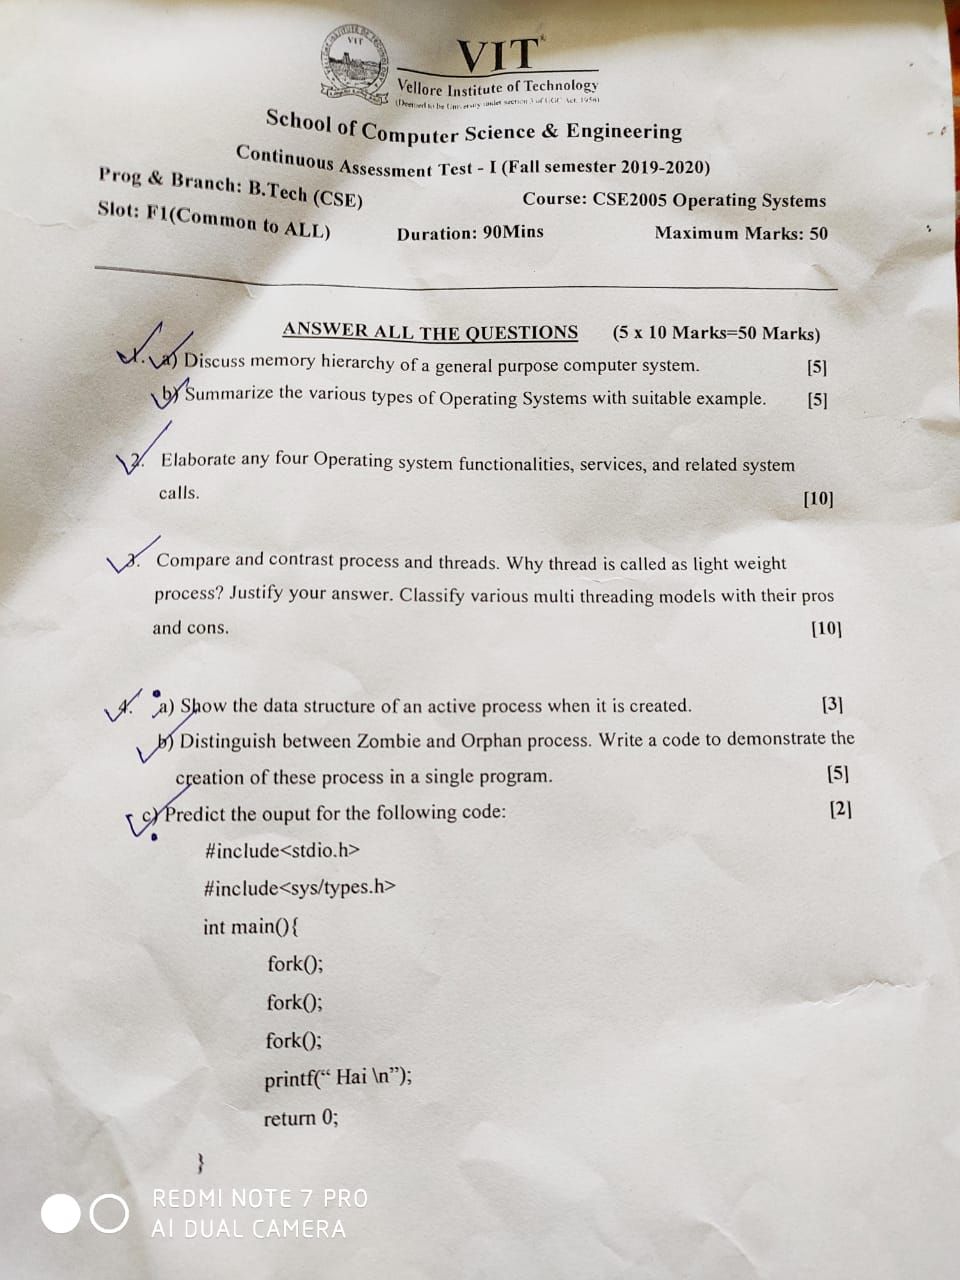 VIT
VIT
Vellore Institute of Technology
(Deemed to be University under section 3 of UGC Act, 1956)
School of Computer Science & Engineering
Continuous Assessment Test - I (Fall semester 2019-2020)
Prog & Branch: B.Tech (CSE)
Course: CSE2005 Operating Systems
Slot: F1(Common to ALL)
Duration: 90Mins
Maximum Marks: 50
ANSWER ALL THE QUESTIONS (5 x 10 Marks=50 Marks)
1. a) Discuss memory hierarchy of a general purpose computer system. [5]
b) Summarize the various types of Operating Systems with suitable example. [5]
2. Elaborate any four Operating system functionalities, services, and related system
calls. [10]
3. Compare and contrast process and threads. Why thread is called as light weight
process? Justify your answer. Classify various multi threading models with their pros
and cons. [10]
4. a) Show the data structure of an active process when it is created. [3]
b) Distinguish between Zombie and Orphan process. Write a code to demonstrate the
creation of these process in a single program. [5]
c) Predict the ouput for the following code: [2]
#include<stdio.h>
#include<sys/types.h>
int main(){
fork();
fork();
fork();
printf(“ Hai \n”);
return 0;
}
REDMI NOTE 7 PRO
AI DUAL CAMERA